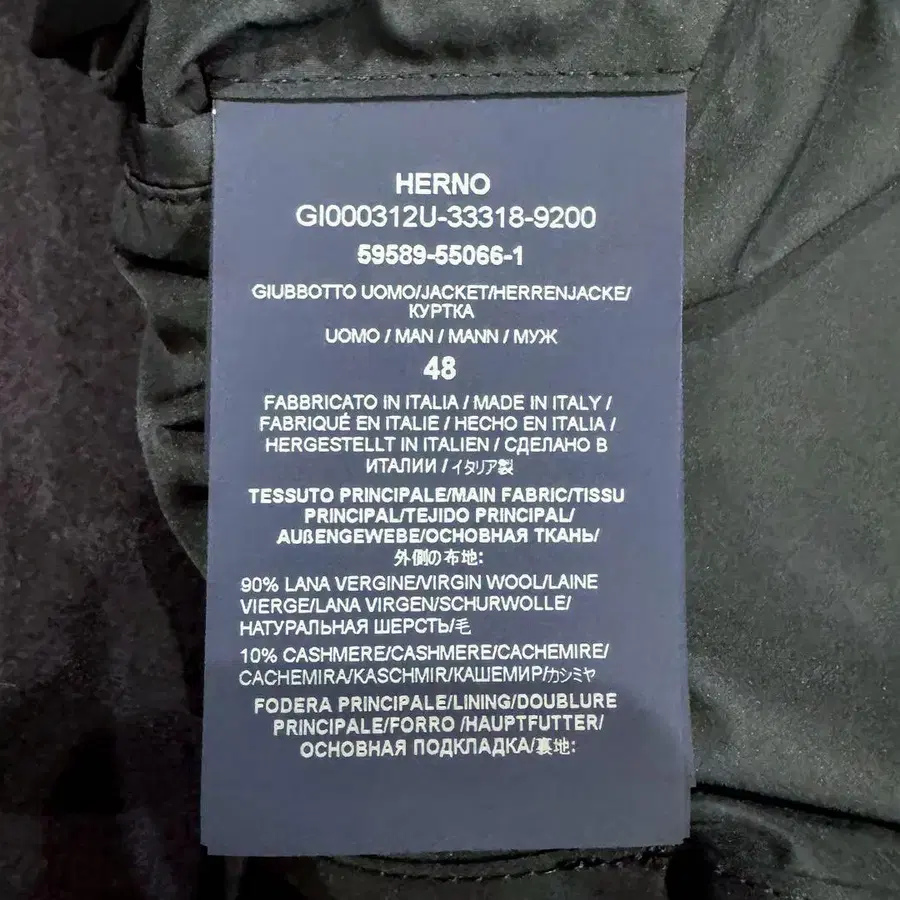 HERNO
GI000312U-33318-9200
59589-55066-1
GIUBBOTTO UOMO/JACKET/HERRENJACKE/
КУРТКА
UOMO / MAN / MANN / МУЖ
48
FABBRICATO IN ITALIA / MADE IN ITALY /
FABRIQUÉ EN ITALIE / HECHO EN ITALIA /
HERGESTELLT IN ITALIEN / СДЕЛАНО В
ИТАЛИИ / イタリア製
TESSUTO PRINCIPALE/MAIN FABRIC/TISSU
PRINCIPAL/TEJIDO PRINCIPAL/
AUßENGEWEBE/ОСНОВНАЯ ТКАНЬ/
外側の布地:
90% LANA VERGINE/VIRGIN WOOL/LAINE
VIERGE/LANA VIRGEN/SCHURWOLLE/
НАТУРАЛЬНАЯ ШЕРСТЬ/毛
10% CASHMERE/CASHMERE/CACHEMIRE/
CACHEMIRA/KASCHMIR/КАШЕМИР/カシミヤ
FODERA PRINCIPALE/LINING/DOUBLURE
PRINCIPALE/FORRO /HAUPTFUTTER/
ОСНОВНАЯ ПОДКЛАДКА/裏地: